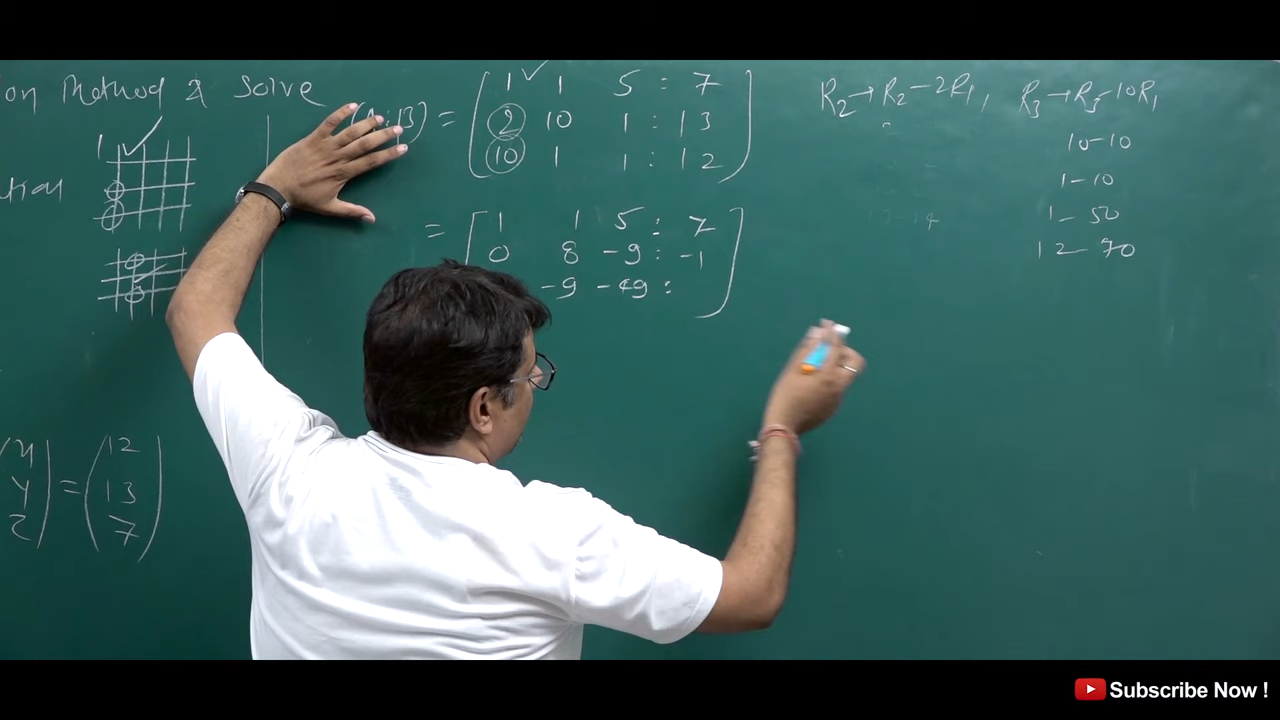 on Method & Solve
tial
1
(A:B) = [ 1 1 5 : 7
2 10 1 : 13
10 1 1 : 12 ]
= [ 1 1 5 : 7
0 8 -9 : -1
-9 -49 : ]
R2→R2-2R1, R3→R3-10R1
10-10
1-10
1-50
12-70
y
z
= ( 12
13
7 )
Subscribe Now !